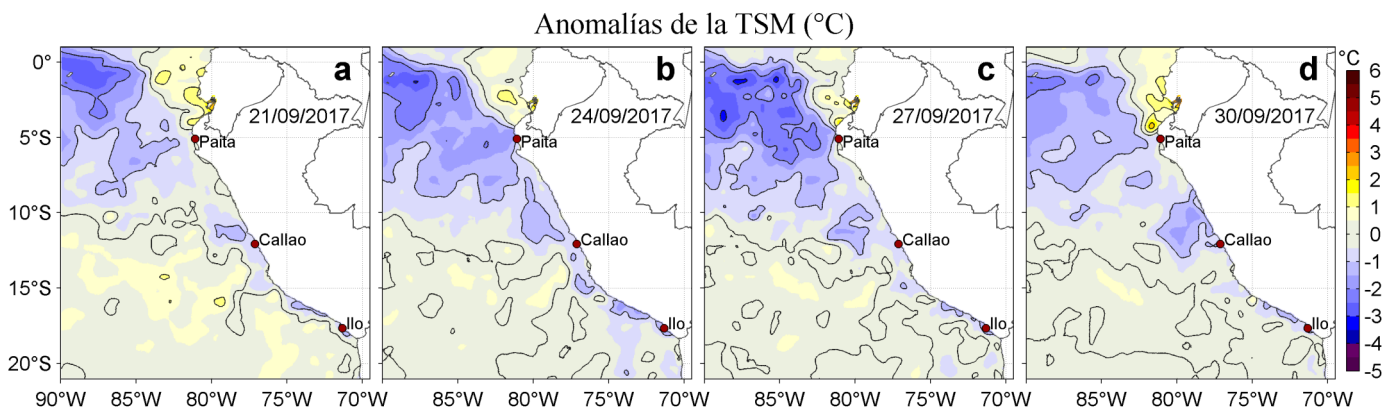 Anomalías de la TSM (°C)
a
b
c
d
°C
21/09/2017
24/09/2017
27/09/2017
30/09/2017
Paita
Paita
Paita
Paita
Callao
Callao
Callao
Callao
Ilo
Ilo
Ilo
Ilo
0°
5°S
10°S
15°S
20°S
90°W 85°W 80°W 75°W 70°W
85°W 80°W 75°W 70°W
85°W 80°W 75°W 70°W
85°W 80°W 75°W 70°W
6
5
4
3
2
1
0
-1
-2
-3
-4
-5